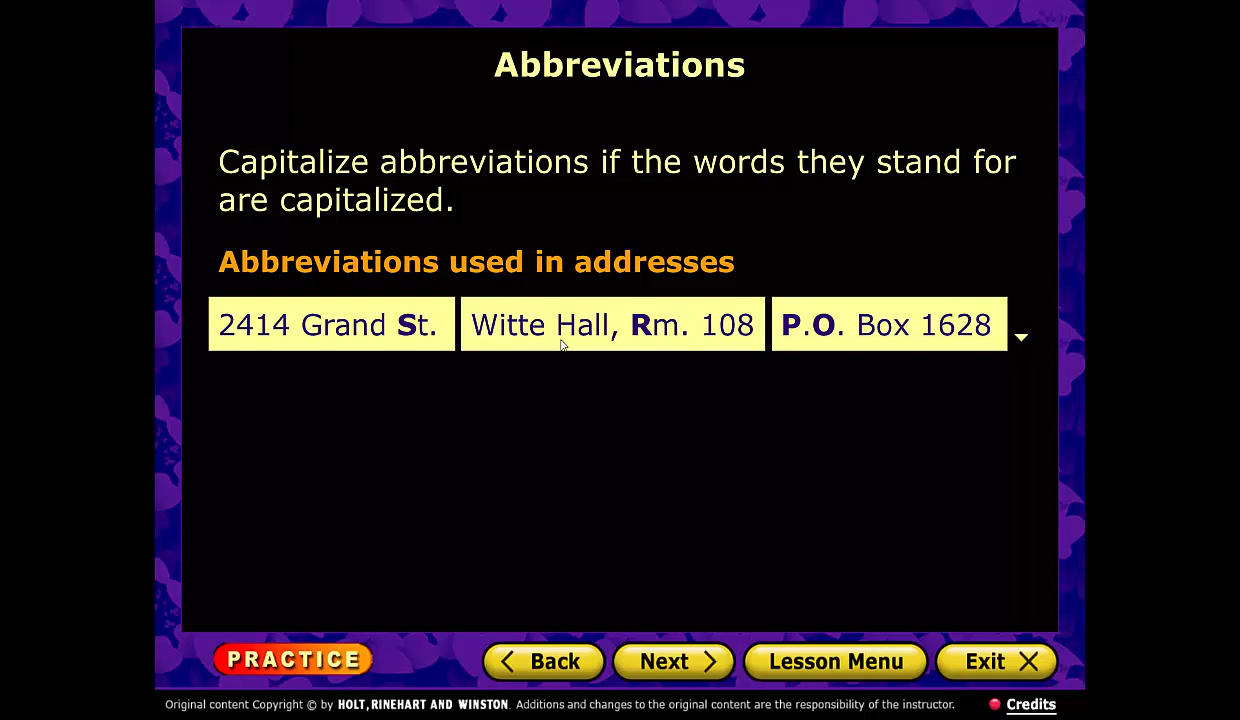 Abbreviations
Capitalize abbreviations if the words they stand for
are capitalized.
Abbreviations used in addresses
2414 Grand St. Witte Hall, Rm. 108 P.O. Box 1628
PRACTICE Back Next Lesson Menu Exit
Original content Copyright © by HOLT, RINEHART AND WINSTON. Additions and changes to the original content are the responsibility of the instructor. Credits